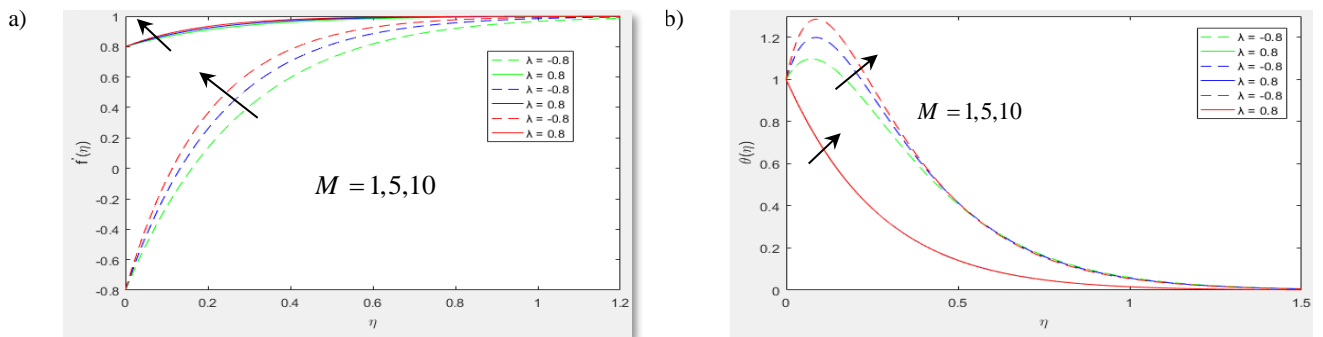 a)
1
0.8
0.6
0.4
0.2
0
-0.2
-0.4
-0.6
-0.8
f'(η)
λ = -0.8
λ = 0.8
λ = -0.8
λ = 0.8
λ = -0.8
λ = 0.8
M = 1,5,10
0
0.2
0.4
0.6
0.8
1
1.2
η
b)
1.2
1
0.8
0.6
0.4
0.2
0
θ(η)
λ = -0.8
λ = 0.8
λ = -0.8
λ = 0.8
λ = -0.8
λ = 0.8
M = 1,5,10
0
0.5
1
1.5
η